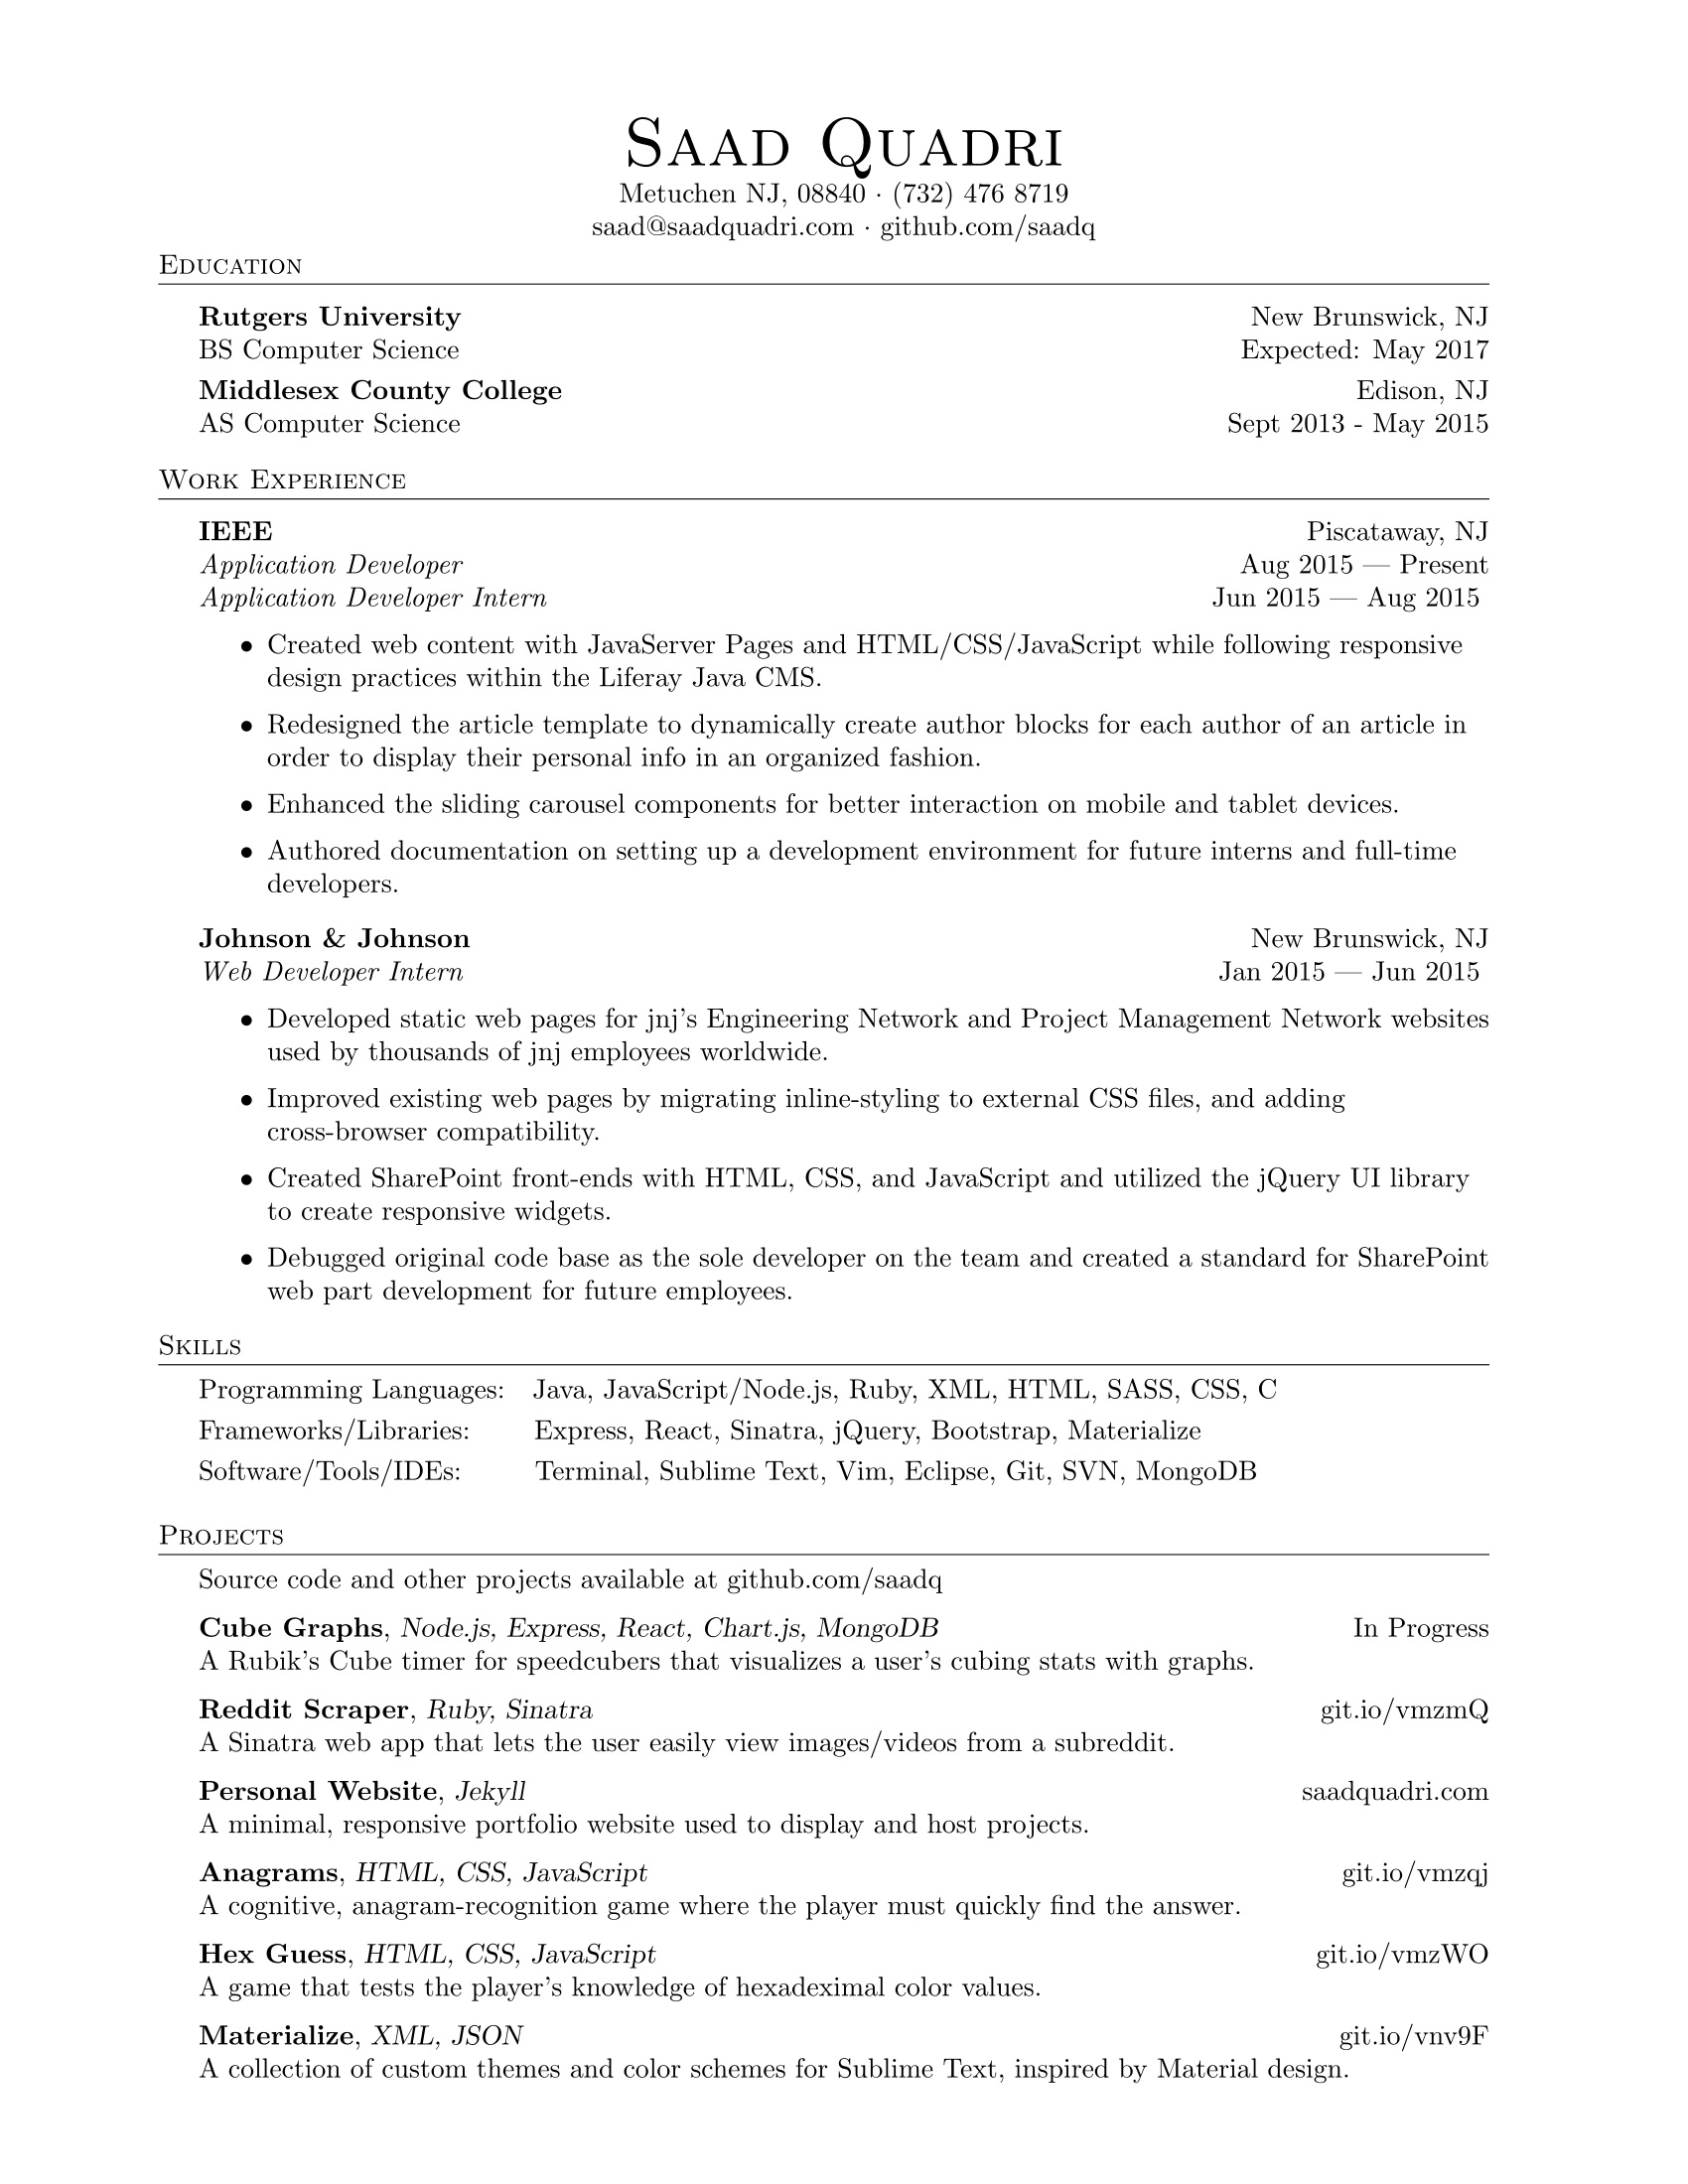 Saad Quadri
Metuchen NJ, 08840 · (732) 476 8719
saad@saadquadri.com · github.com/saadq
Education
Rutgers University New Brunswick, NJ
BS Computer Science Expected: May 2017
Middlesex County College Edison, NJ
AS Computer Science Sept 2013 - May 2015
Work Experience
IEEE Piscataway, NJ
Application Developer Aug 2015 — Present
Application Developer Intern Jun 2015 — Aug 2015
• Created web content with JavaServer Pages and HTML/CSS/JavaScript while following responsive
design practices within the Liferay Java CMS.
• Redesigned the article template to dynamically create author blocks for each author of an article in
order to display their personal info in an organized fashion.
• Enhanced the sliding carousel components for better interaction on mobile and tablet devices.
• Authored documentation on setting up a development environment for future interns and full-time
developers.
Johnson & Johnson New Brunswick, NJ
Web Developer Intern Jan 2015 — Jun 2015
• Developed static web pages for jnj's Engineering Network and Project Management Network websites
used by thousands of jnj employees worldwide.
• Improved existing web pages by migrating inline-styling to external CSS files, and adding
cross-browser compatibility.
• Created SharePoint front-ends with HTML, CSS, and JavaScript and utilized the jQuery UI library
to create responsive widgets.
• Debugged original code base as the sole developer on the team and created a standard for SharePoint
web part development for future employees.
Skills
Programming Languages: Java, JavaScript/Node.js, Ruby, XML, HTML, SASS, CSS, C
Frameworks/Libraries: Express, React, Sinatra, jQuery, Bootstrap, Materialize
Software/Tools/IDEs: Terminal, Sublime Text, Vim, Eclipse, Git, SVN, MongoDB
Projects
Source code and other projects available at github.com/saadq
Cube Graphs, Node.js, Express, React, Chart.js, MongoDB In Progress
A Rubik's Cube timer for speedcubers that visualizes a user's cubing stats with graphs.
Reddit Scraper, Ruby, Sinatra git.io/vmzmQ
A Sinatra web app that lets the user easily view images/videos from a subreddit.
Personal Website, Jekyll saadquadri.com
A minimal, responsive portfolio website used to display and host projects.
Anagrams, HTML, CSS, JavaScript git.io/vmzqj
A cognitive, anagram-recognition game where the player must quickly find the answer.
Hex Guess, HTML, CSS, JavaScript git.io/vmzWO
A game that tests the player's knowledge of hexadeximal color values.
Materialize, XML, JSON git.io/vnv9F
A collection of custom themes and color schemes for Sublime Text, inspired by Material design.